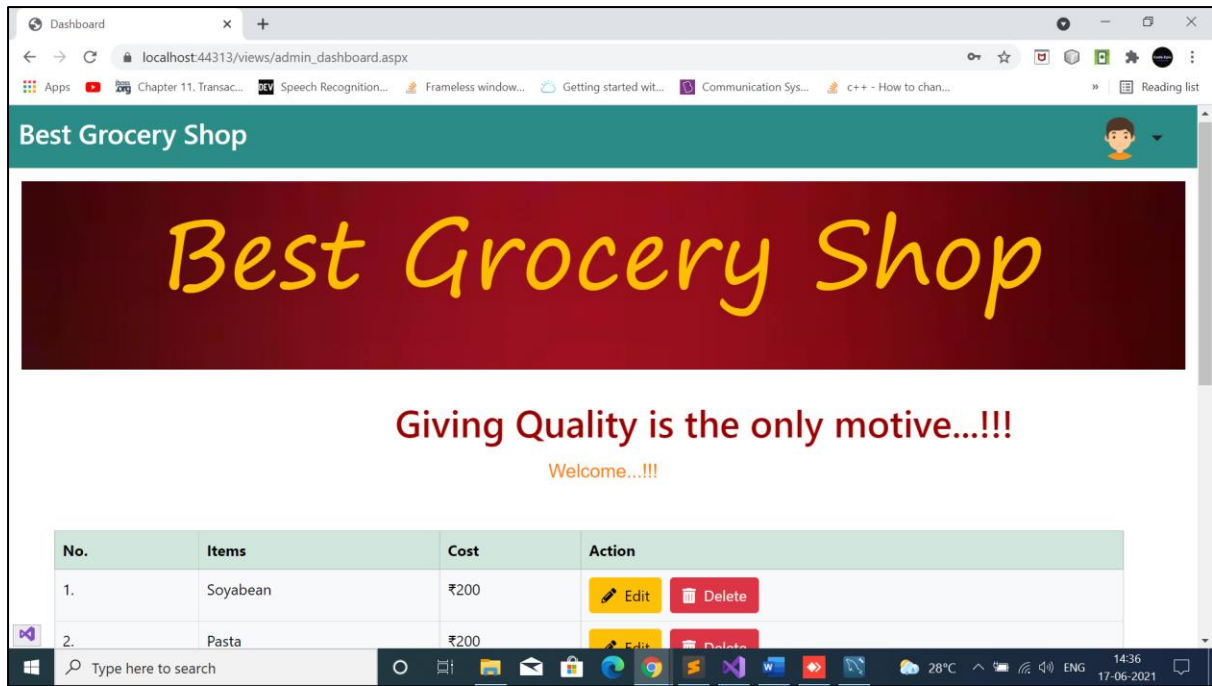 Dashboard
localhost:44313/views/admin_dashboard.aspx
Apps Chapter 11. Transac... DEV Speech Recognition... Frameless window... Getting started wit... Communication Sys... c++ - How to chan... » Reading list
Best Grocery Shop
Best Grocery Shop
Giving Quality is the only motive...!!!
Welcome...!!!
No. Items Cost Action
1. Soyabean ₹200 Edit Delete
2. Pasta ₹200 Edit Delete
Type here to search 28°C ENG 14:36
17-06-2021